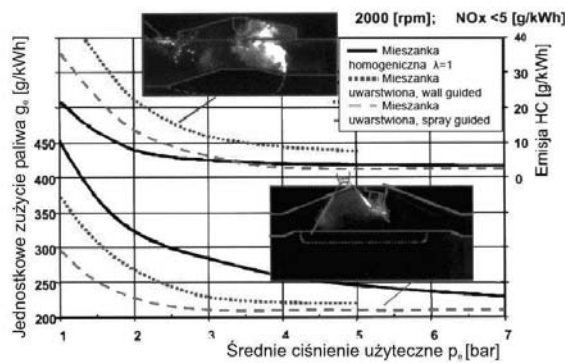 2000 [rpm]; NOx <5 [g/kWh]
Mieszanka
homogeniczna λ=1
Mieszanka
uwarstwiona, wall guided
Mieszanka
uwarstwiona, spray guided
Jednostkowe zużycie paliwa gₑ [g/kWh]
450
400
350
300
250
200
Emisja HC [g/kWh]
40
30
20
10
0
1 2 3 4 5 6 7
Średnie ciśnienie użyteczne pₑ [bar]